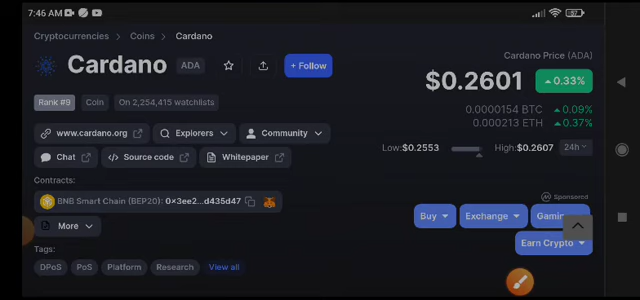 7:46 AM
57
Cryptocurrencies > Coins > Cardano
Cardano ADA + Follow
Rank #9 Coin On 2,254,415 watchlists
www.cardano.org Explorers Community
Chat Source code Whitepaper
Contracts:
BNB Smart Chain (BEP20): 0x3ee2...d435d47
More
Tags:
DPoS PoS Platform Research View all
Cardano Price (ADA)
$0.2601 0.33%
0.0000154 BTC 0.09%
0.000213 ETH 0.37%
Low: $0.2553 High: $0.2607 24h
Sponsored
Buy Exchange Gamin
Earn Crypto